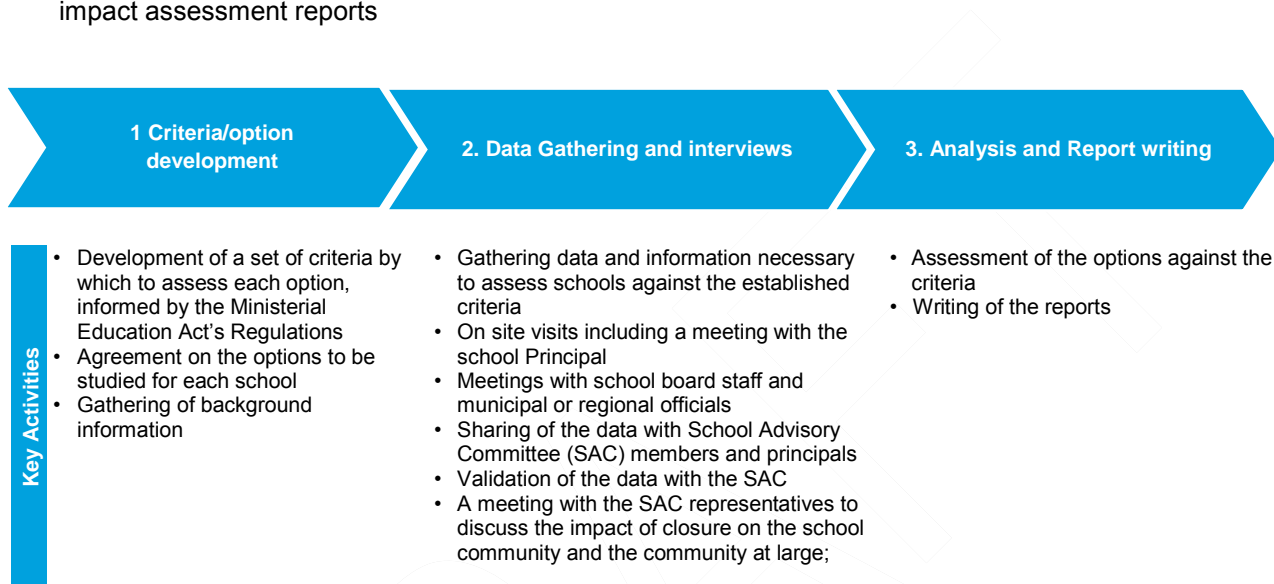 impact assessment reports
1 Criteria/option
development
2. Data Gathering and interviews
3. Analysis and Report writing
Key Activities
• Development of a set of criteria by
which to assess each option,
informed by the Ministerial
Education Act's Regulations
• Agreement on the options to be
studied for each school
• Gathering of background
information
• Gathering data and information necessary
to assess schools against the established
criteria
• On site visits including a meeting with the
school Principal
• Meetings with school board staff and
municipal or regional officials
• Sharing of the data with School Advisory
Committee (SAC) members and principals
• Validation of the data with the SAC
• A meeting with the SAC representatives to
discuss the impact of closure on the school
community and the community at large;
• Assessment of the options against the
criteria
• Writing of the reports